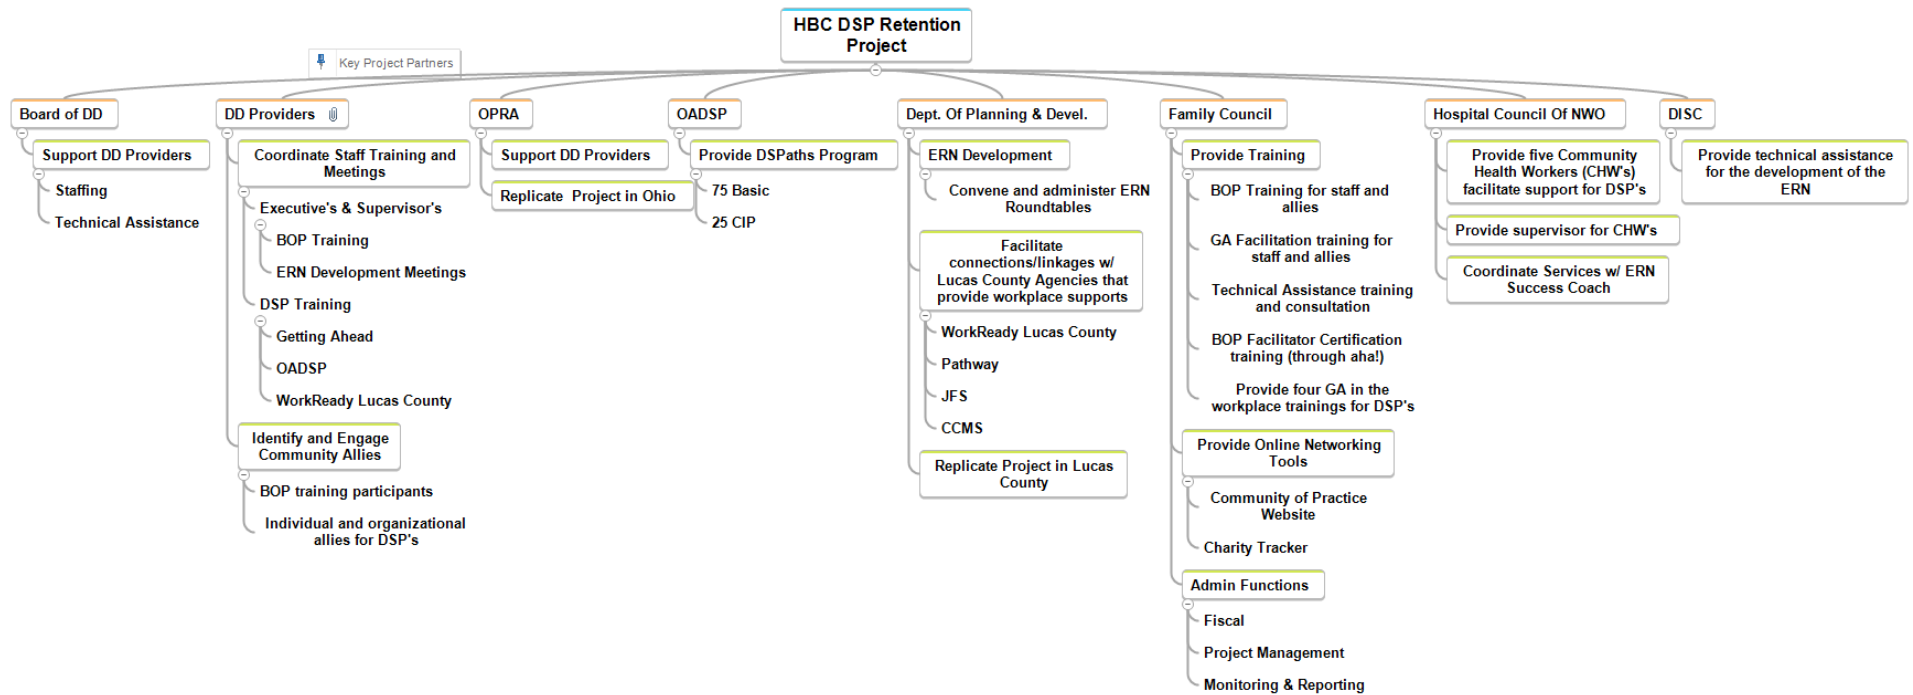 HBC DSP Retention
Project
Key Project Partners
Board of DD
Support DD Providers
Staffing
Technical Assistance
DD Providers
Coordinate Staff Training and
Meetings
Executive's & Supervisor's
BOP Training
ERN Development Meetings
DSP Training
Getting Ahead
OADSP
WorkReady Lucas County
Identify and Engage
Community Allies
BOP training participants
Individual and organizational
allies for DSP's
OPRA
Support DD Providers
Replicate Project in Ohio
OADSP
Provide DSPaths Program
75 Basic
25 CIP
Dept. Of Planning & Devel.
ERN Development
Convene and administer ERN
Roundtables
Facilitate
connections/linkages w/
Lucas County Agencies that
provide workplace supports
WorkReady Lucas County
Pathway
JFS
CCMS
Replicate Project in Lucas
County
Family Council
Provide Training
BOP Training for staff and
allies
GA Facilitation training for
staff and allies
Technical Assistance training
and consultation
BOP Facilitator Certification
training (through aha!)
Provide four GA in the
workplace trainings for DSP's
Provide Online Networking
Tools
Community of Practice
Website
Charity Tracker
Admin Functions
Fiscal
Project Management
Monitoring & Reporting
Hospital Council Of NWO
Provide five Community
Health Workers (CHW's)
facilitate support for DSP's
Provide supervisor for CHW's
Coordinate Services w/ ERN
Success Coach
DISC
Provide technical assistance
for the development of the
ERN